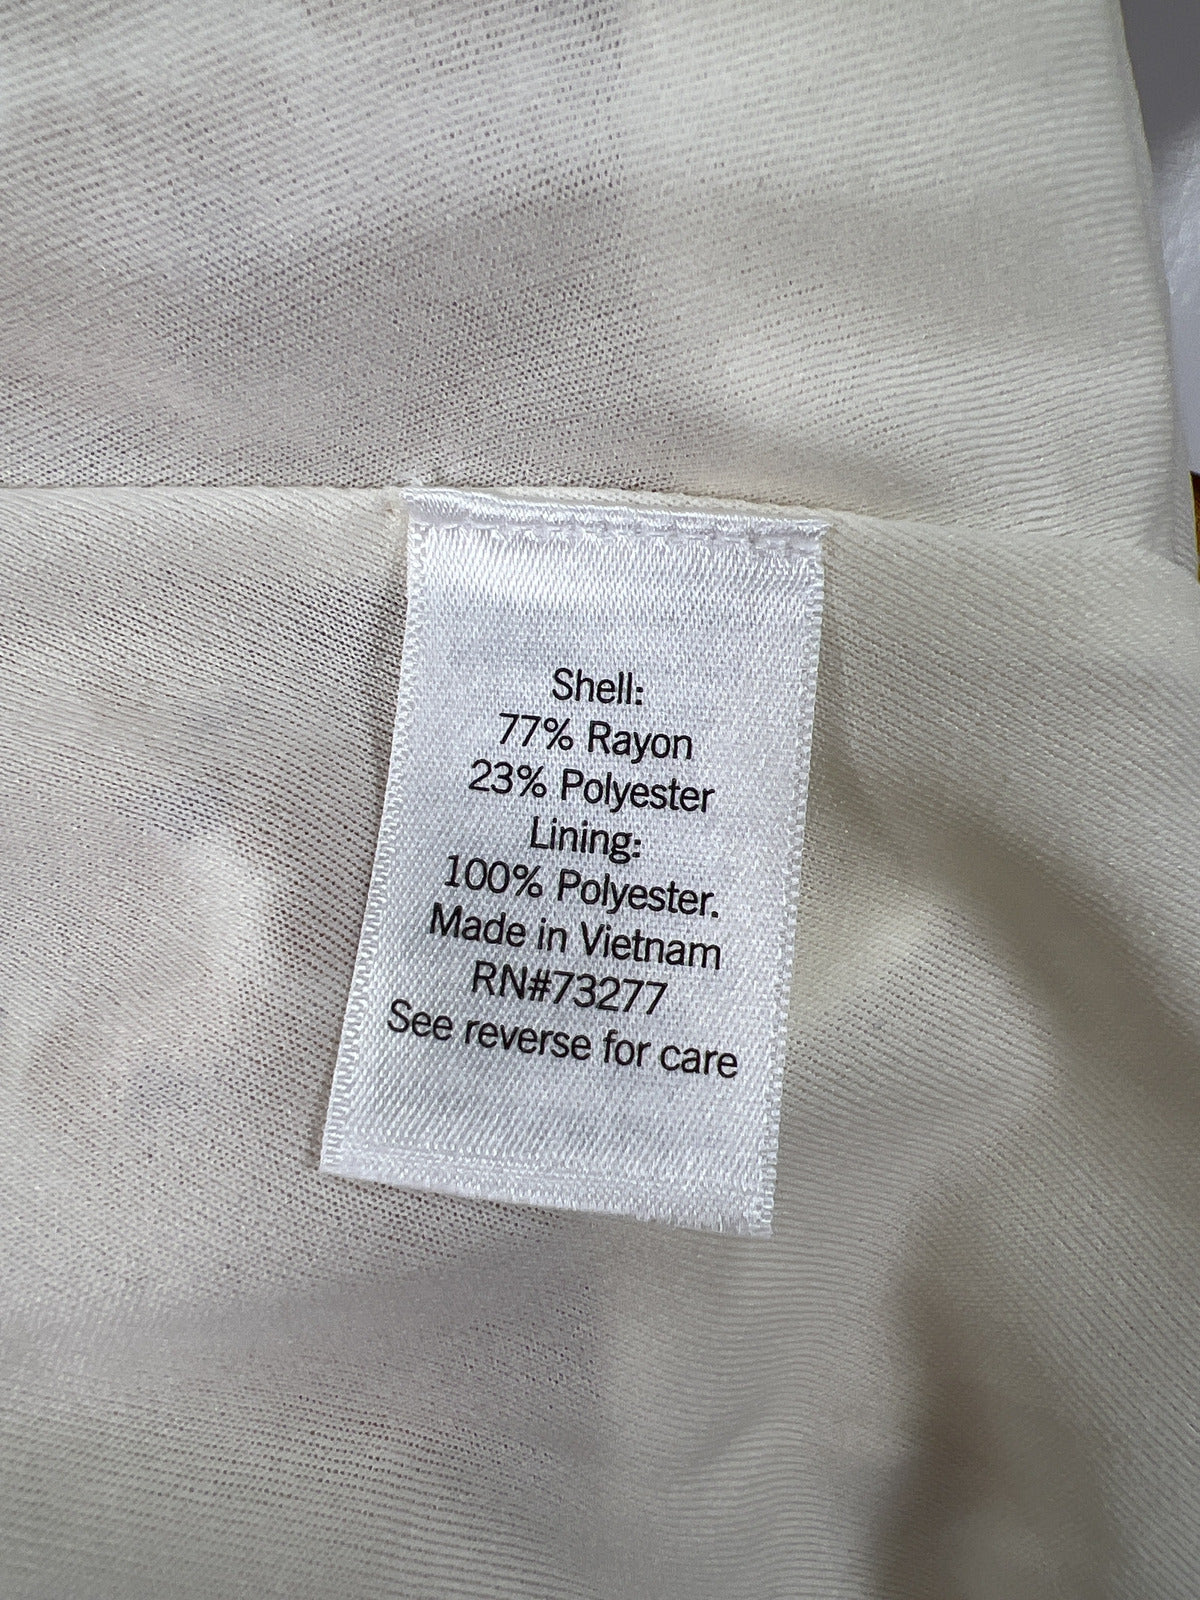 Shell:
77% Rayon
23% Polyester
Lining:
100% Polyester.
Made in Vietnam
RN#73277
See reverse for care